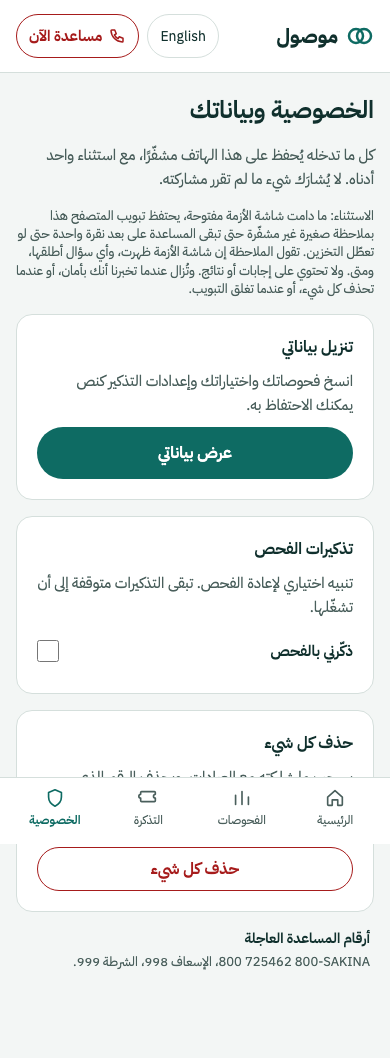 موصول
English
مساعدة الآن
الخصوصية وبياناتك
كل ما تدخله يُحفظ على هذا الهاتف مشفّرًا، مع استثناء واحد
أدناه. لا يُشارَك شيء ما لم تقرر مشاركته.
الاستثناء: ما دامت شاشة الأزمة مفتوحة، يحتفظ تبويب المتصفح هذا
بملاحظة صغيرة غير مشفّرة حتى تبقى المساعدة على بعد نقرة واحدة حتى لو
تعطّل التخزين. تقول الملاحظة إن شاشة الأزمة ظهرت، وأي سؤال أطلقها،
ومتى. ولا تحتوي على إجابات أو نتائج. وتُزال عندما تخبرنا أنك بأمان، أو عندما
تحذف كل شيء، أو عندما تغلق التبويب.
تنزيل بياناتي
انسخ فحوصاتك واختياراتك وإعدادات التذكير كنص
يمكنك الاحتفاظ به.
عرض بياناتي
تذكيرات الفحص
تنبيه اختياري لإعادة الفحص. تبقى التذكيرات متوقفة إلى أن
تشغّلها.
ذكّرني بالفحص
حذف كل شيء
الرئيسية
الفحوصات
التذكرة
الخصوصية
حذف كل شيء
أرقام المساعدة العاجلة
800-SAKINA 800 725462، الإسعاف 998، الشرطة 999.